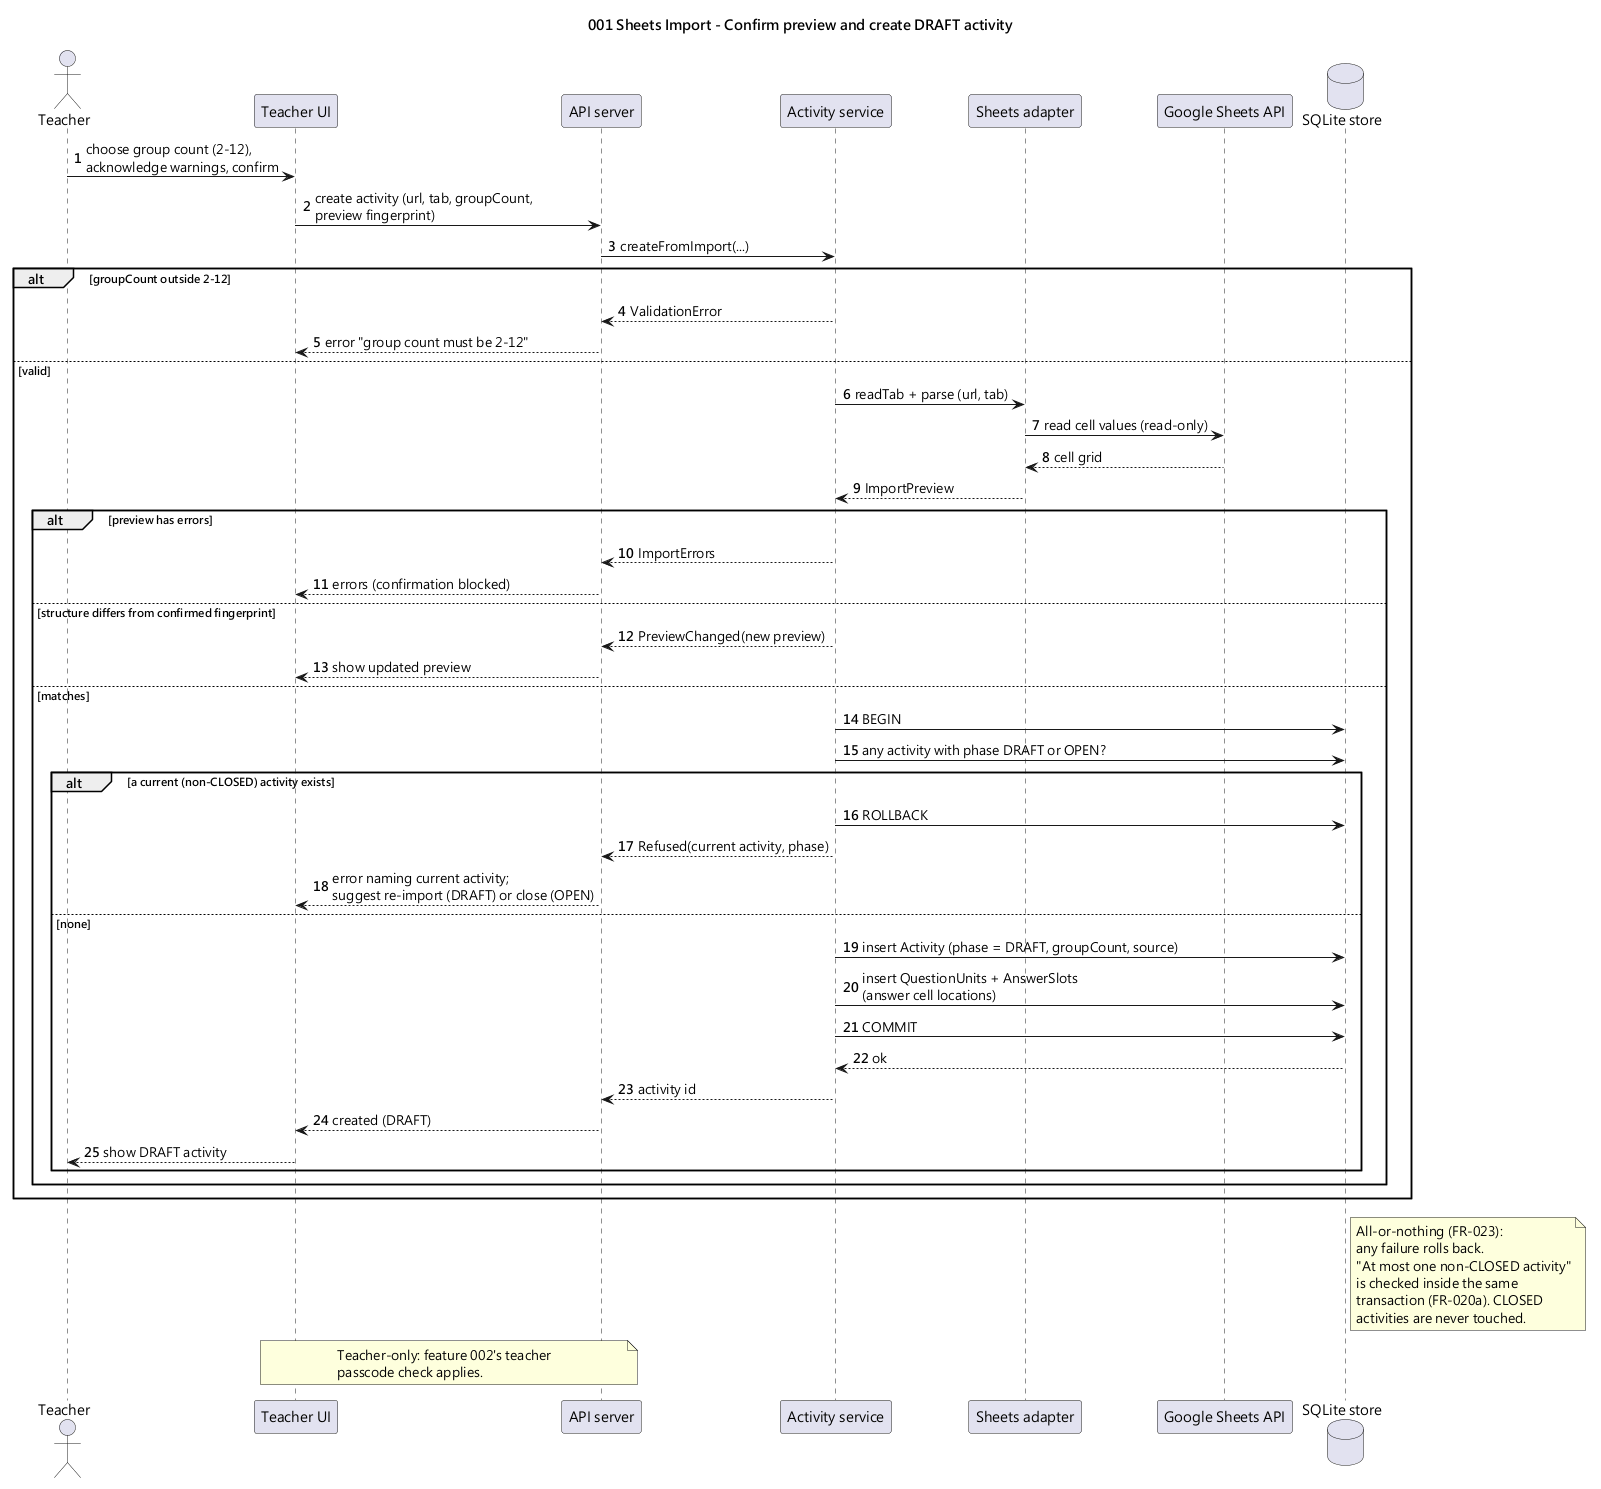 001 Sheets Import - Confirm preview and create DRAFT activity
Teacher
Teacher UI
API server
Activity service
Sheets adapter
Google Sheets API
SQLite store
1 choose group count (2-12),
acknowledge warnings, confirm
2 create activity (url, tab, groupCount,
preview fingerprint)
3 createFromImport(...)
alt [groupCount outside 2-12]
4 ValidationError
5 error "group count must be 2-12"
[valid]
6 readTab + parse (url, tab)
7 read cell values (read-only)
8 cell grid
9 ImportPreview
alt [preview has errors]
10 ImportErrors
11 errors (confirmation blocked)
[structure differs from confirmed fingerprint]
12 PreviewChanged(new preview)
13 show updated preview
[matches]
14 BEGIN
15 any activity with phase DRAFT or OPEN?
alt [a current (non-CLOSED) activity exists]
16 ROLLBACK
17 Refused(current activity, phase)
18 error naming current activity;
suggest re-import (DRAFT) or close (OPEN)
[none]
19 insert Activity (phase = DRAFT, groupCount, source)
20 insert QuestionUnits + AnswerSlots
(answer cell locations)
21 COMMIT
22 ok
23 activity id
24 created (DRAFT)
25 show DRAFT activity
All-or-nothing (FR-023):
any failure rolls back.
"At most one non-CLOSED activity"
is checked inside the same
transaction (FR-020a). CLOSED
activities are never touched.
Teacher-only: feature 002's teacher
passcode check applies.
Teacher
Teacher UI
API server
Activity service
Sheets adapter
Google Sheets API
SQLite store